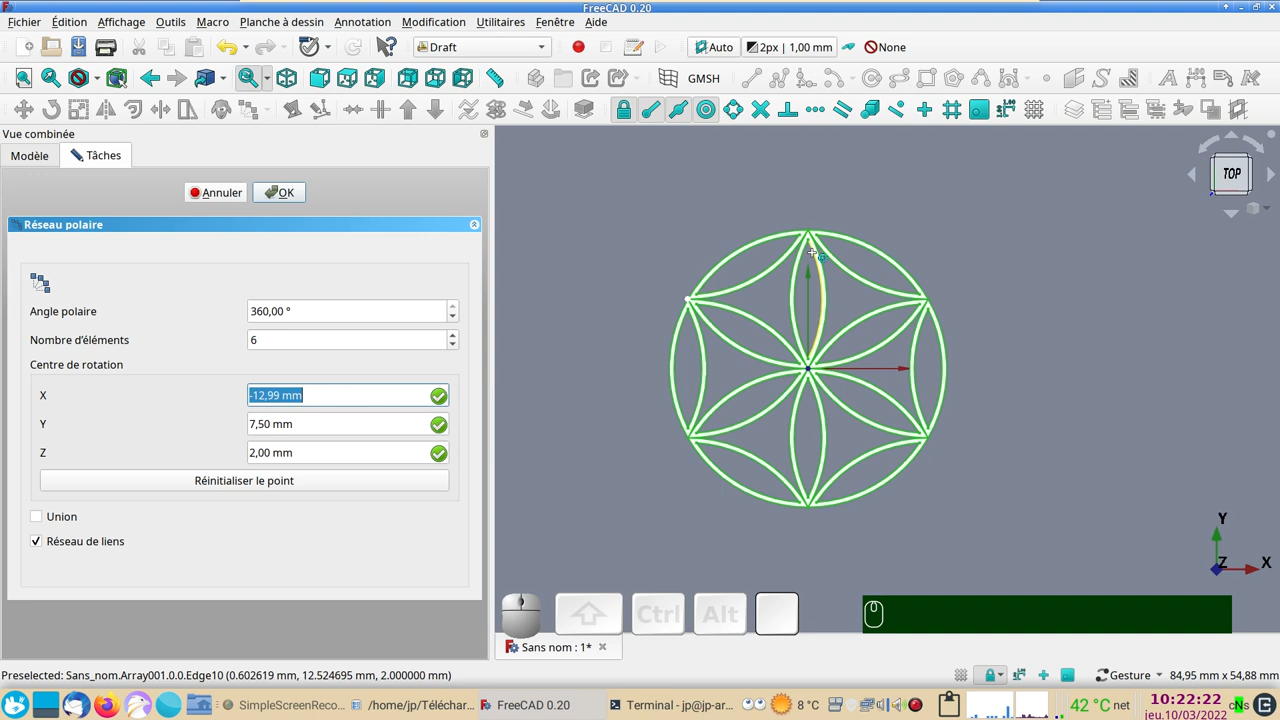 FreeCAD 0.20
Fichier Édition Affichage Outils Macro Planche à dessin Annotation Modification Utilitaires Fenêtre Aide
Draft Auto 2px | 1,00 mm None
GMSH
Vue combinée
Modèle Tâches
Annuler OK
Réseau polaire
Angle polaire 360,00 °
Nombre d'éléments 6
Centre de rotation
X -12,99 mm
Y 7,50 mm
Z 2,00 mm
Réinitialiser le point
Union
Réseau de liens
TOP
Y
Z X
Ctrl Alt
Sans nom : 1*
Preselected: Sans_nom.Array001.0.0.Edge10 (0.602619 mm, 12.524695 mm, 2.000000 mm) Gesture 84,95 mm x 54,88 mm
SimpleScreenReco... /home/jp/Téléchar... FreeCAD 0.20 Terminal - jp@jp-ar... 8 °C 42 °C net 10:22:22
jeu.10/03/2022